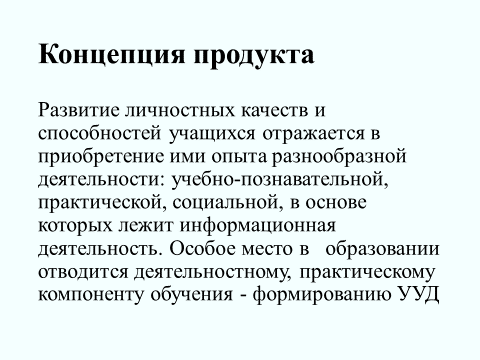 Концепция продукта
Развитие личностных качеств и
способностей учащихся отражается в
приобретение ими опыта разнообразной
деятельности: учебно-познавательной,
практической, социальной, в основе
которых лежит информационная
деятельность. Особое место в   образовании
отводится деятельностному, практическому
компоненту обучения - формированию УУД